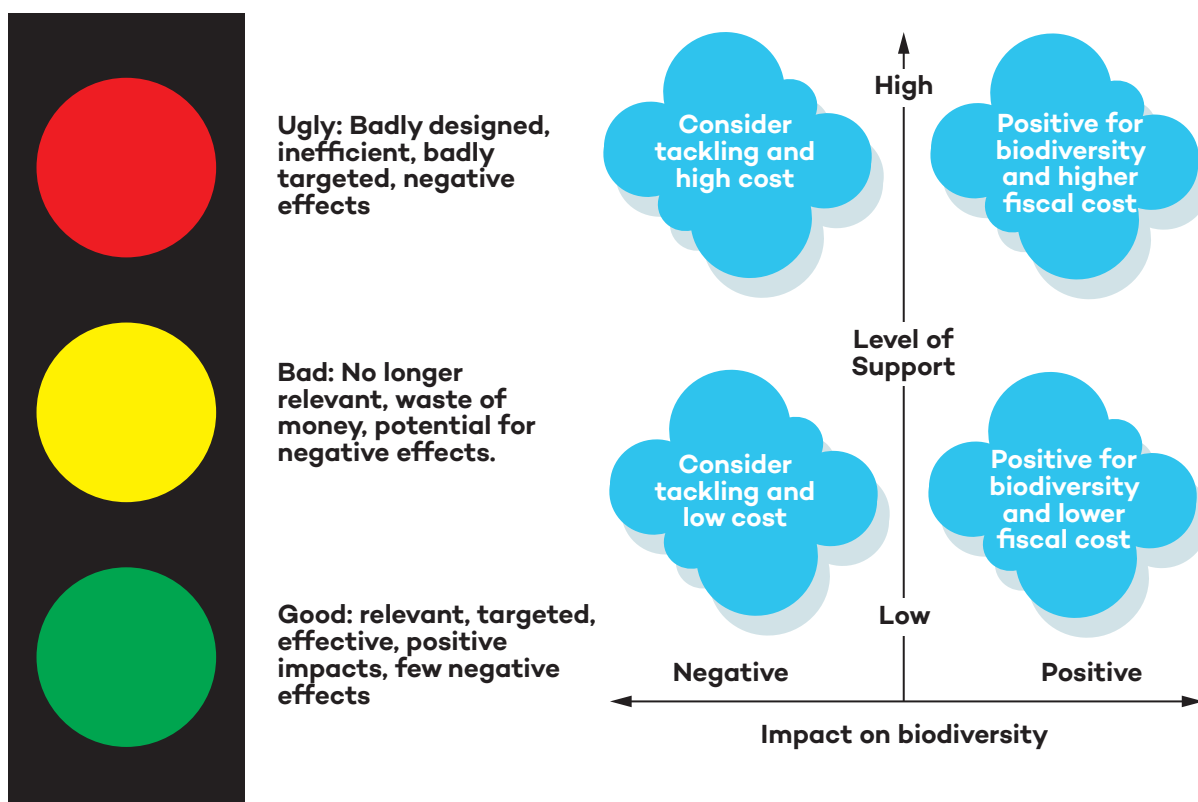 Ugly: Badly designed,
inefficient, badly
targeted, negative
effects
Bad: No longer
relevant, waste of
money, potential for
negative effects.
Good: relevant, targeted,
effective, positive
impacts, few negative
effects
High
Consider
tackling and
high cost
Positive for
biodiversity
and higher
fiscal cost
Level of
Support
Consider
tackling and
low cost
Positive for
biodiversity
and lower
fiscal cost
Low
Negative
Positive
Impact on biodiversity